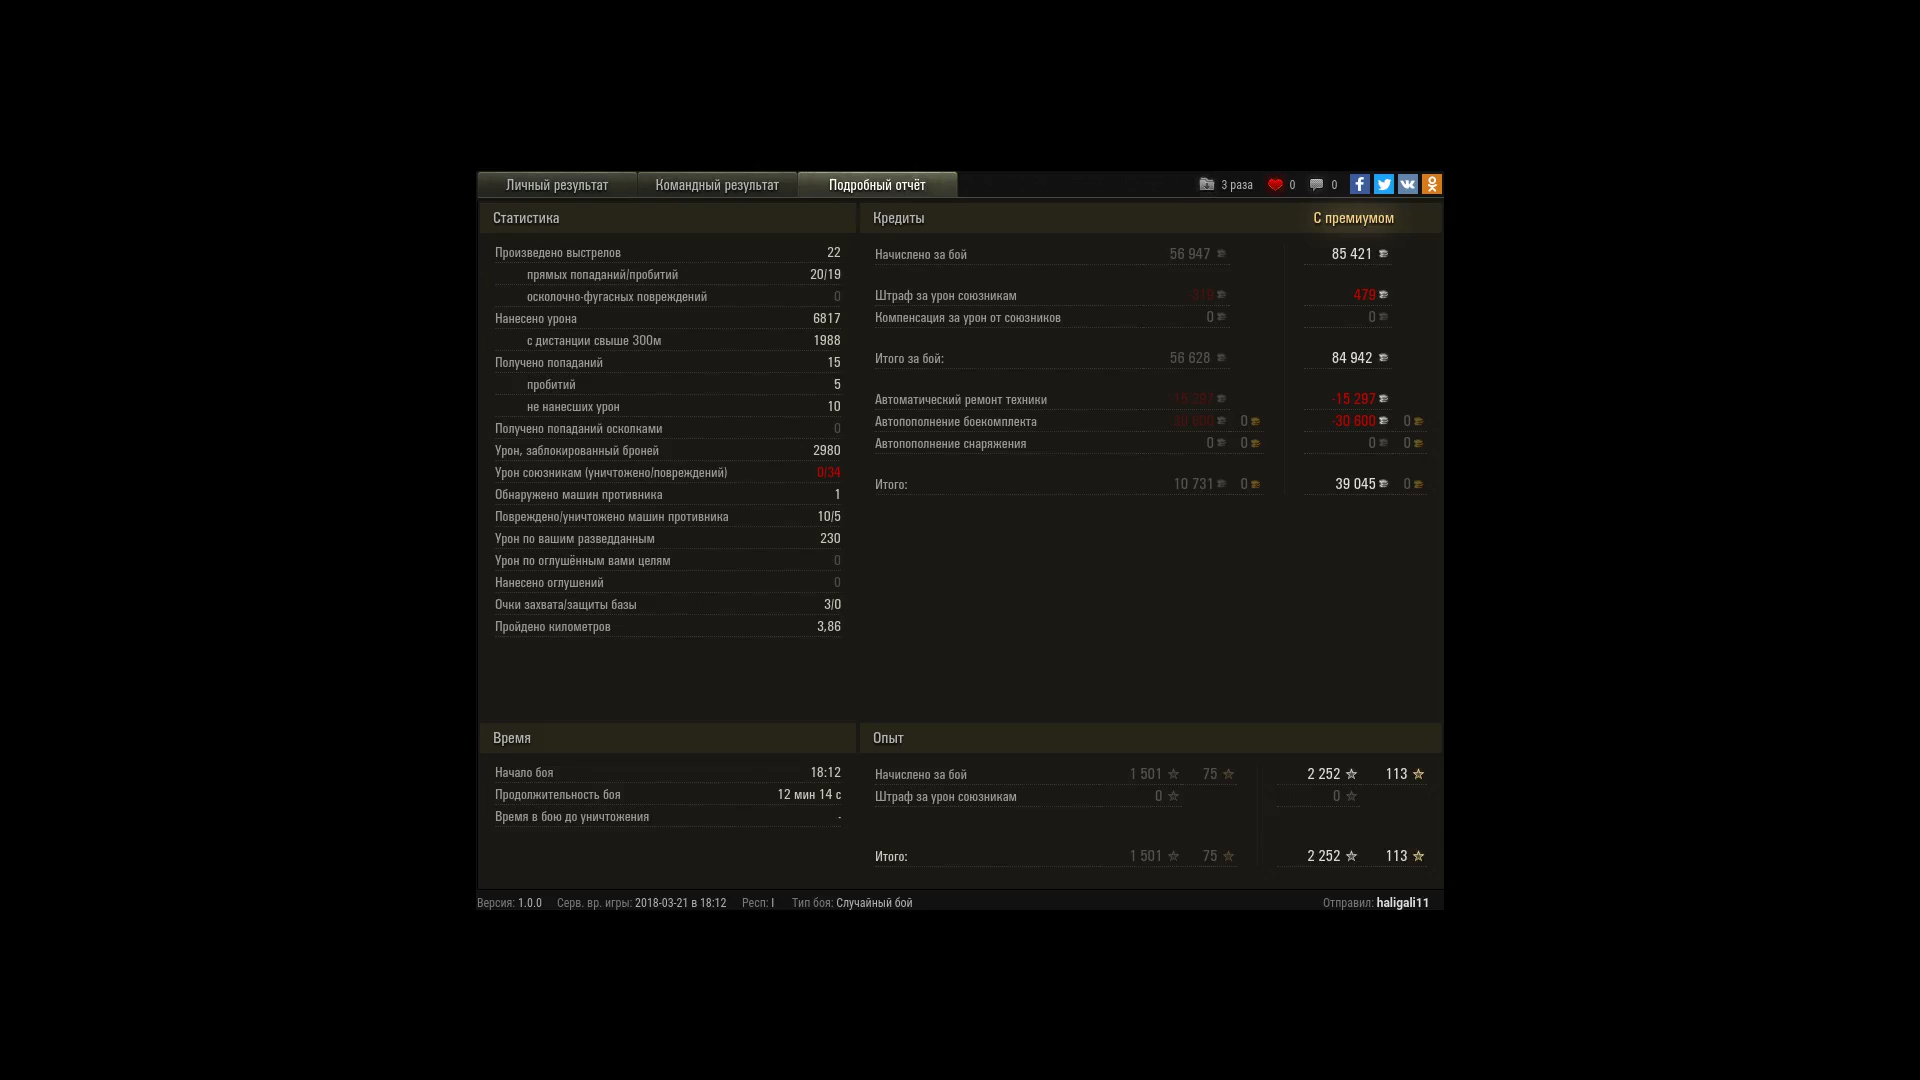 Личный результат Командный результат Подробный отчёт 3 раза 0 0
Статистика
Произведено выстрелов 22
прямых попаданий/пробитий 20/19
осколочно-фугасных повреждений 0
Нанесено урона 6817
с дистанции свыше 300м 1988
Получено попаданий 15
пробитий 5
не нанесших урон 10
Получено попаданий осколками 0
Урон, заблокированный броней 2980
Урон союзникам (уничтожено/повреждений) 0/34
Обнаружено машин противника 1
Повреждено/уничтожено машин противника 10/5
Урон по вашим разведданным 230
Урон по оглушённым вами целям 0
Нанесено оглушений 0
Очки захвата/защиты базы 3/0
Пройдено километров 3,86
Кредиты С премиумом
Начислено за бой 56 947 85 421
Штраф за урон союзникам -319 479
Компенсация за урон от союзников 0 0
Итого за бой: 56 628 84 942
Автоматический ремонт техники -15 297 -15 297
Автопополнение боекомплекта -30 600 0 -30 600 0
Автопополнение снаряжения 0 0 0 0
Итого: 10 731 0 39 045 0
Время
Начало боя 18:12
Продолжительность боя 12 мин 14 с
Время в бою до уничтожения -
Опыт
Начислено за бой 1 501 75 2 252 113
Штраф за урон союзникам 0 0
Итого: 1 501 75 2 252 113
Версия: 1.0.0 Серв. вр. игры: 2018-03-21 в 18:12 Респ: I Тип боя: Случайный бой Отправил: haligali11